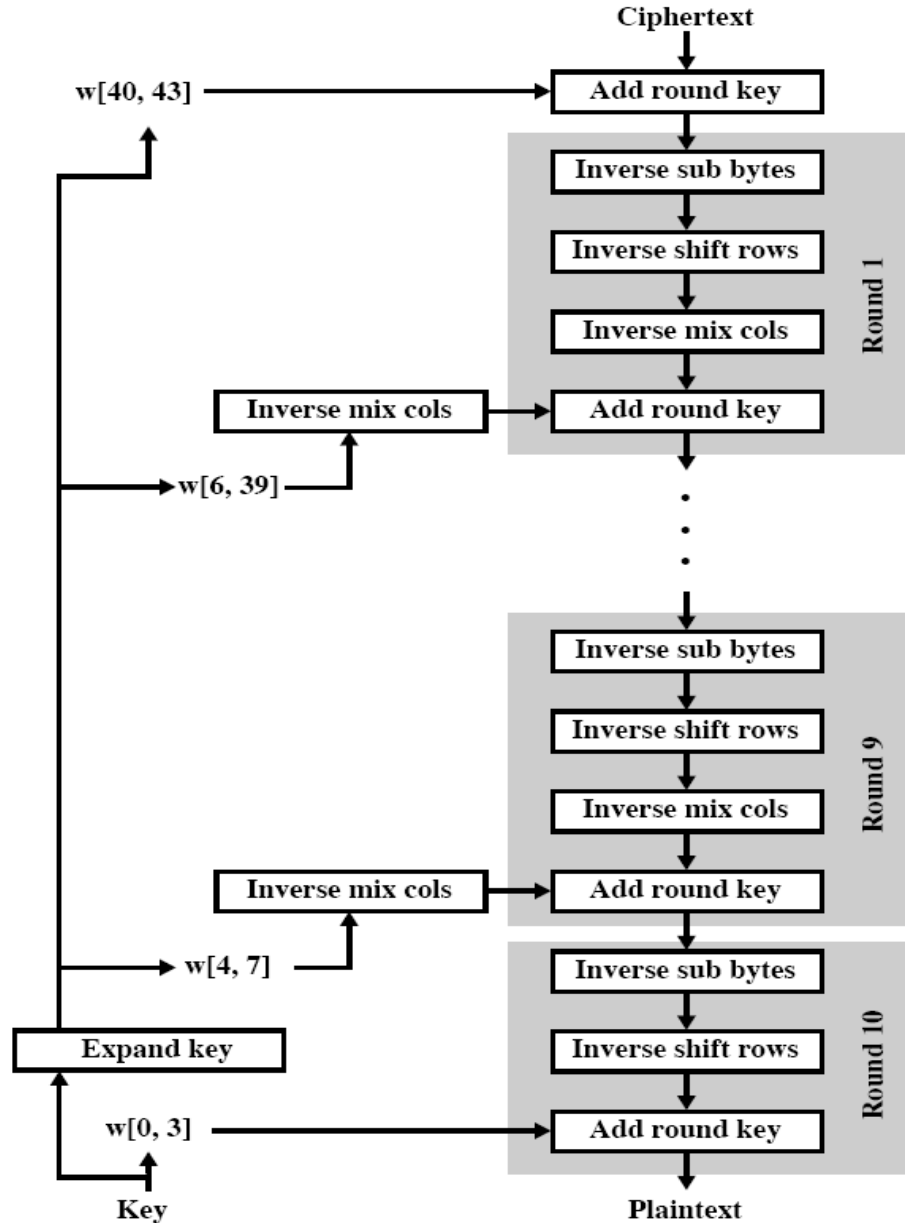 Ciphertext
w[40, 43]
Add round key
Inverse sub bytes
Inverse shift rows
Inverse mix cols
Inverse mix cols
Add round key
Round 1
w[6, 39]
Inverse sub bytes
Inverse shift rows
Inverse mix cols
Inverse mix cols
Add round key
Round 9
w[4, 7]
Inverse sub bytes
Expand key
Inverse shift rows
w[0, 3]
Add round key
Round 10
Key
Plaintext